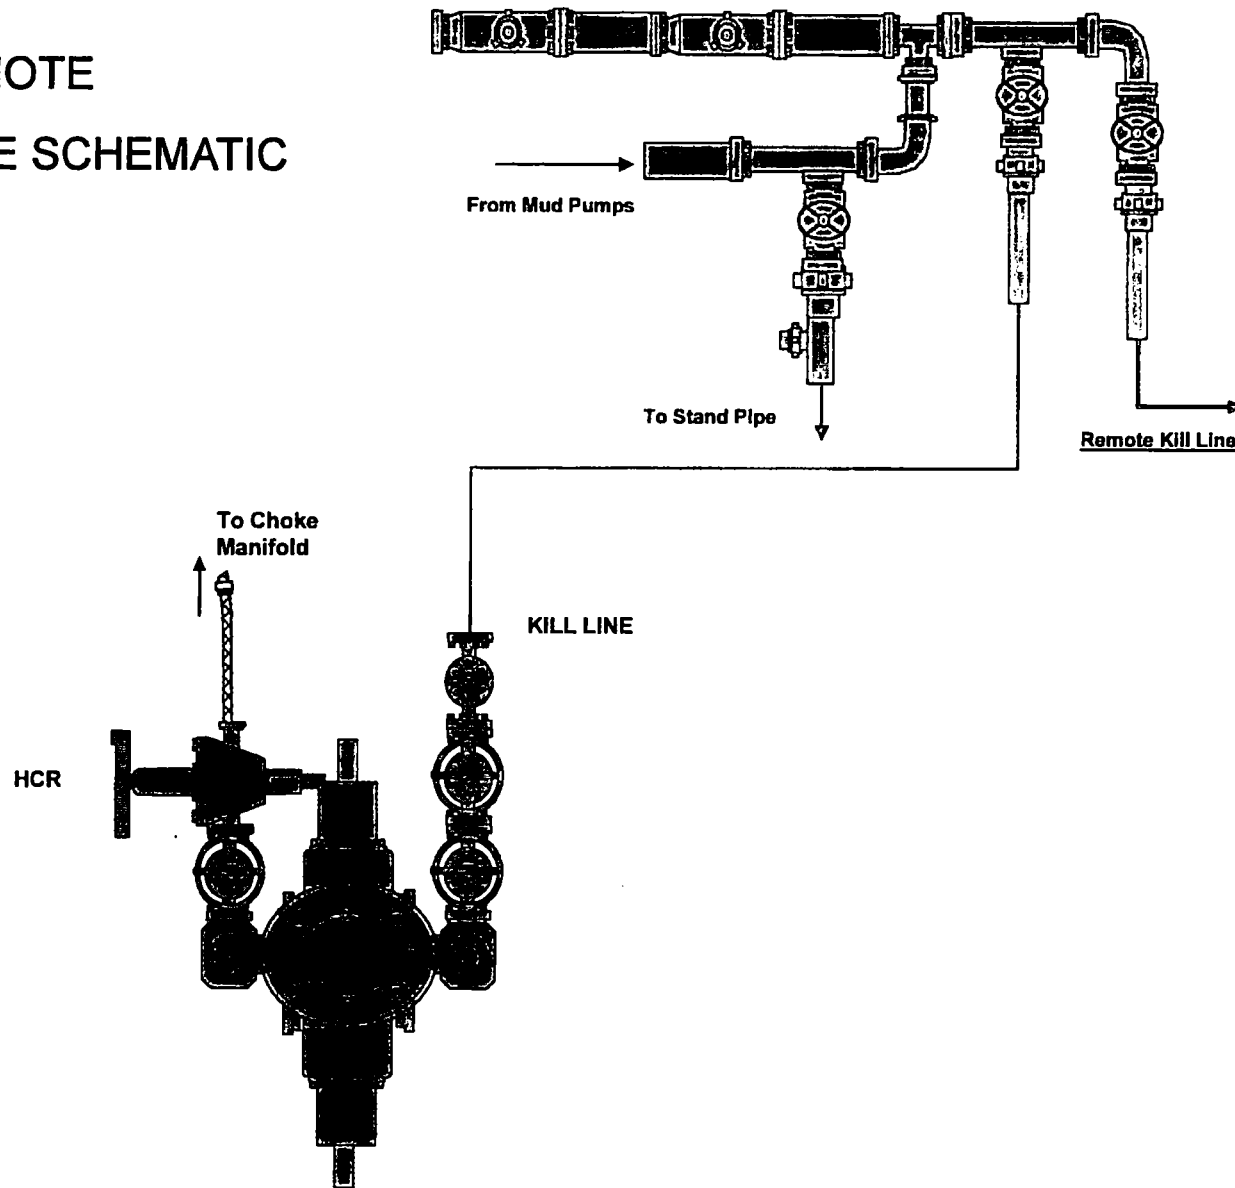 OTE
E SCHEMATIC
From Mud Pumps
To Stand Pipe
Remote Kill Line
To Choke
Manifold
KILL LINE
HCR